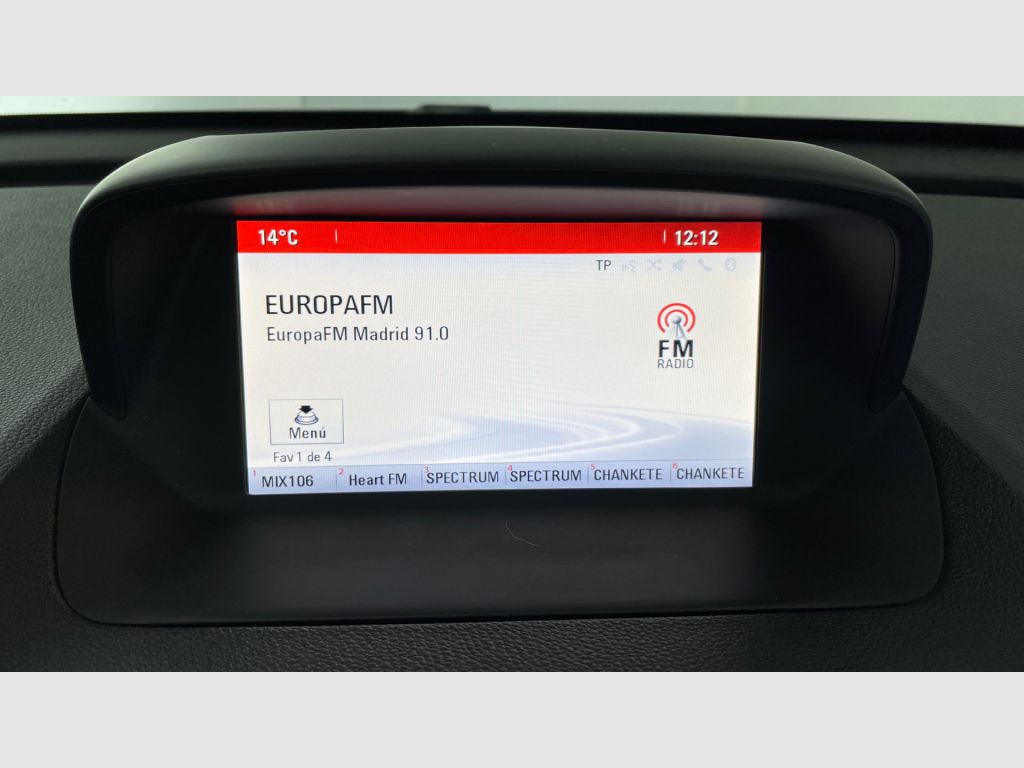 14°C 12:12
TP
EUROPAFM
EuropaFM Madrid 91.0
FM
RADIO
Menú
Fav 1 de 4
1 MIX106 2 Heart FM 3 SPECTRUM 4 SPECTRUM 5 CHANKETE 6 CHANKETE